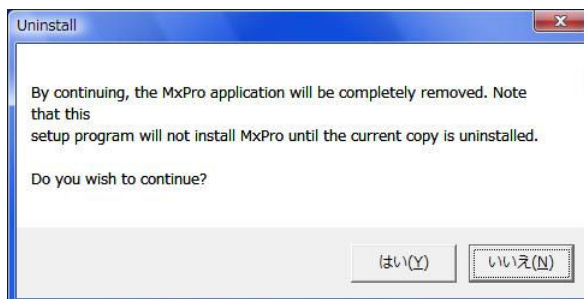 Uninstall
By continuing, the MxPro application will be completely removed. Note
that this
setup program will not install MxPro until the current copy is uninstalled.
Do you wish to continue?
はい(Y)
いいえ(N)